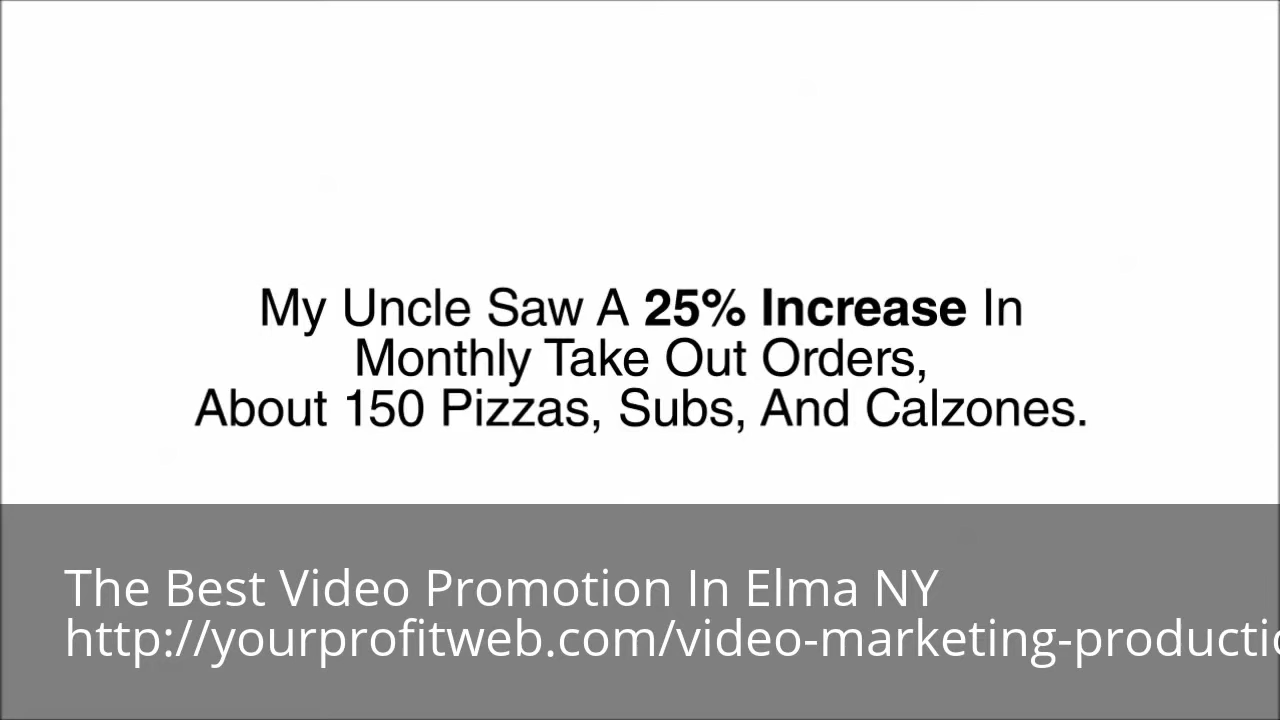 My Uncle Saw A 25% Increase In
Monthly Take Out Orders,
About 150 Pizzas, Subs, And Calzones.
The Best Video Promotion In Elma NY
http://yourprofitweb.com/video-marketing-productio